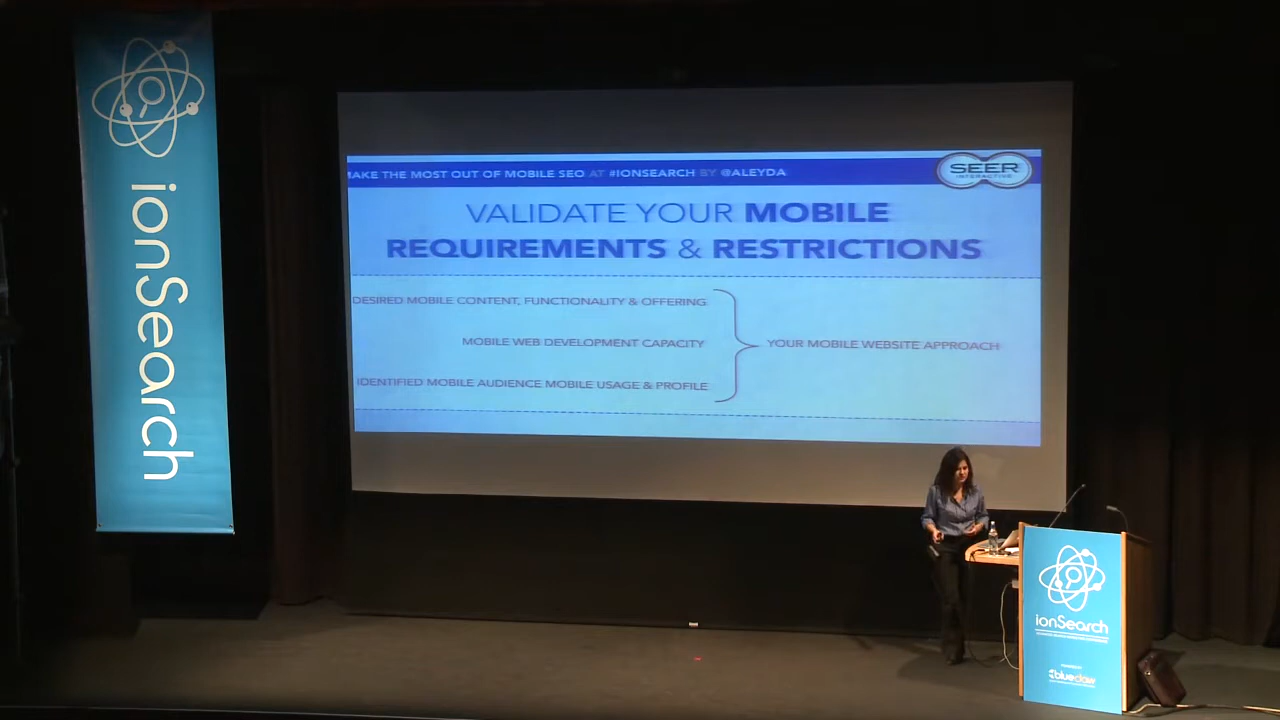 ionSearch
AKE THE MOST OUT OF MOBILE SEO AT #IONSEARCH BY @ALEYDA
SEER
INTERACTIVE
VALIDATE YOUR MOBILE
REQUIREMENTS & RESTRICTIONS
DESIRED MOBILE CONTENT, FUNCTIONALITY & OFFERING
MOBILE WEB DEVELOPMENT CAPACITY
IDENTIFIED MOBILE AUDIENCE MOBILE USAGE & PROFILE
YOUR MOBILE WEBSITE APPROACH
ionSearch
blueclaw